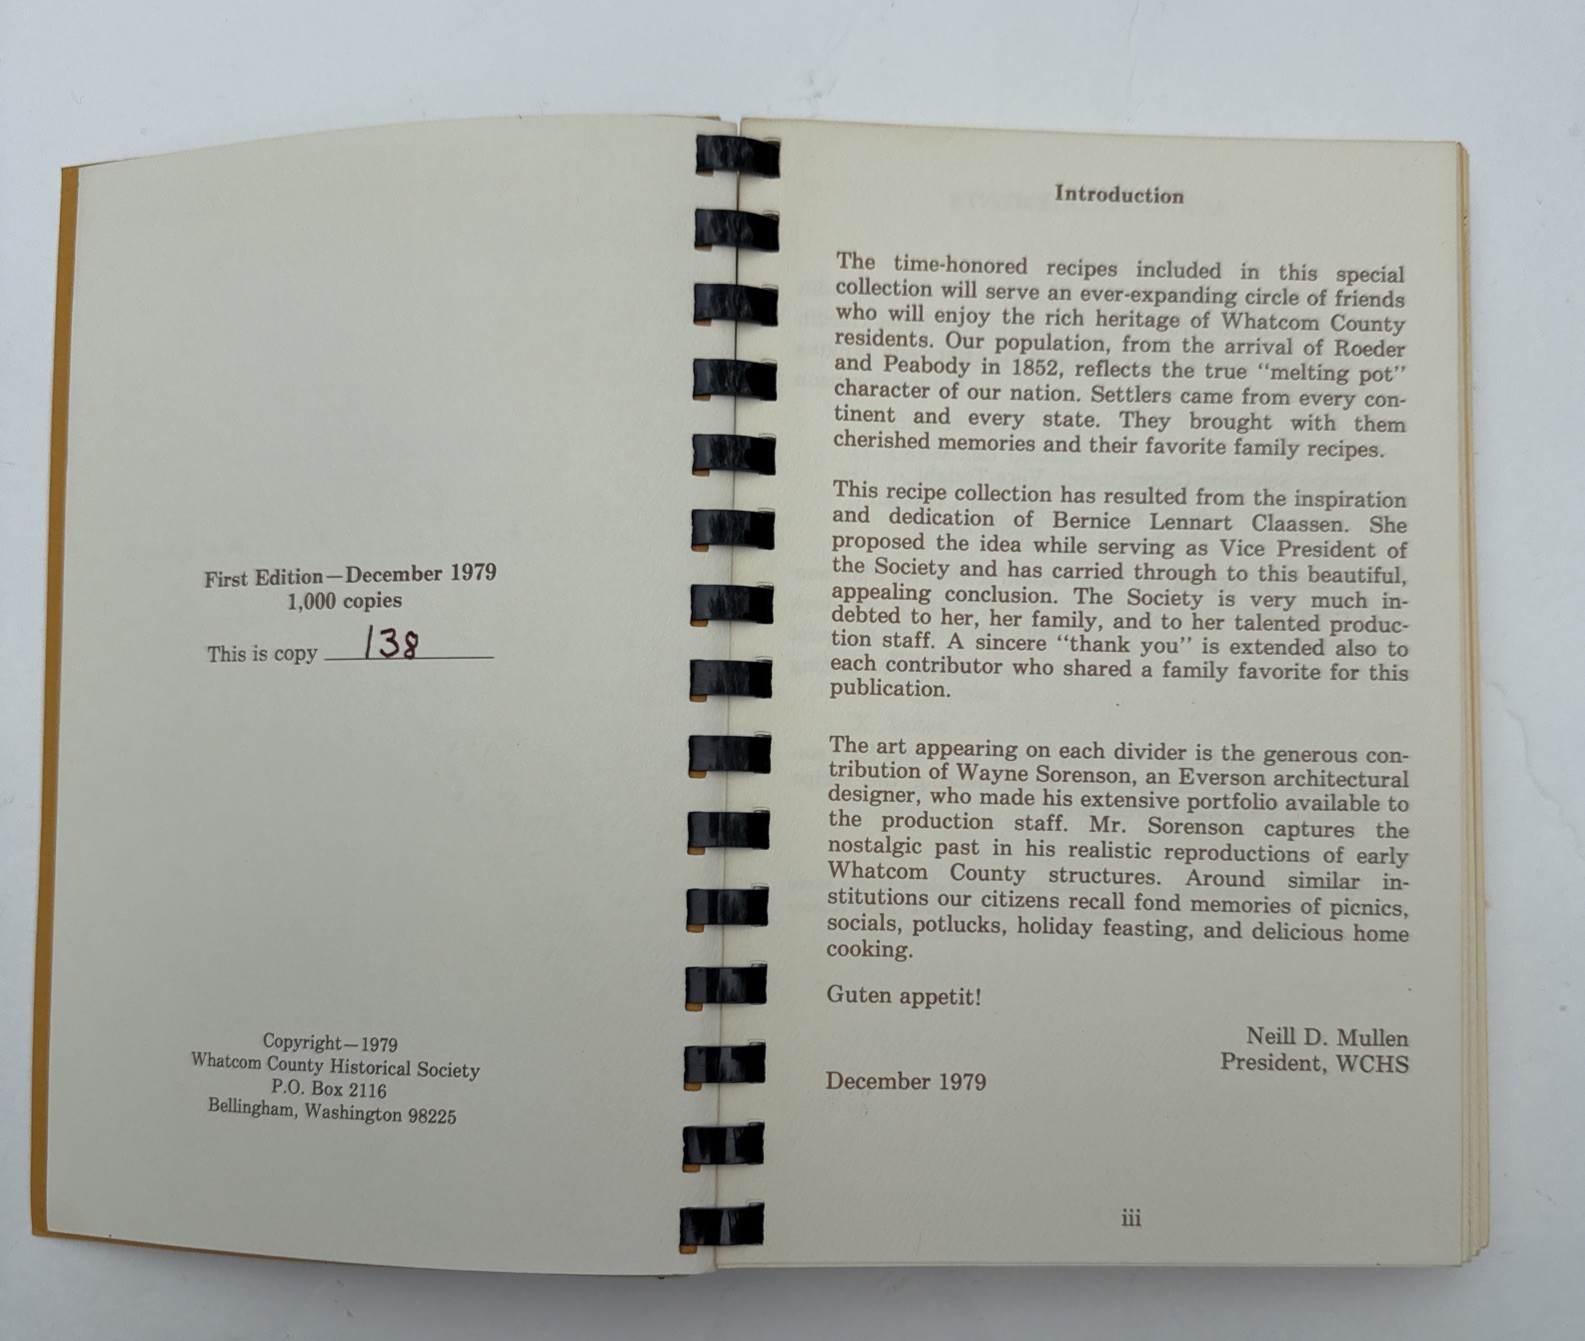 First Edition—December 1979
1,000 copies
This is copy 138
Copyright—1979
Whatcom County Historical Society
P.O. Box 2116
Bellingham, Washington 98225
Introduction
The time-honored recipes included in this special
collection will serve an ever-expanding circle of friends
who will enjoy the rich heritage of Whatcom County
residents. Our population, from the arrival of Roeder
and Peabody in 1852, reflects the true “melting pot”
character of our nation. Settlers came from every con-
tinent and every state. They brought with them
cherished memories and their favorite family recipes.
This recipe collection has resulted from the inspiration
and dedication of Bernice Lennart Claassen. She
proposed the idea while serving as Vice President of
the Society and has carried through to this beautiful,
appealing conclusion. The Society is very much in-
debted to her, her family, and to her talented produc-
tion staff. A sincere “thank you” is extended also to
each contributor who shared a family favorite for this
publication.
The art appearing on each divider is the generous con-
tribution of Wayne Sorenson, an Everson architectural
designer, who made his extensive portfolio available to
the production staff. Mr. Sorenson captures the
nostalgic past in his realistic reproductions of early
Whatcom County structures. Around similar in-
stitutions our citizens recall fond memories of picnics,
socials, potlucks, holiday feasting, and delicious home
cooking.
Guten appetit!
Neill D. Mullen
President, WCHS
December 1979
iii